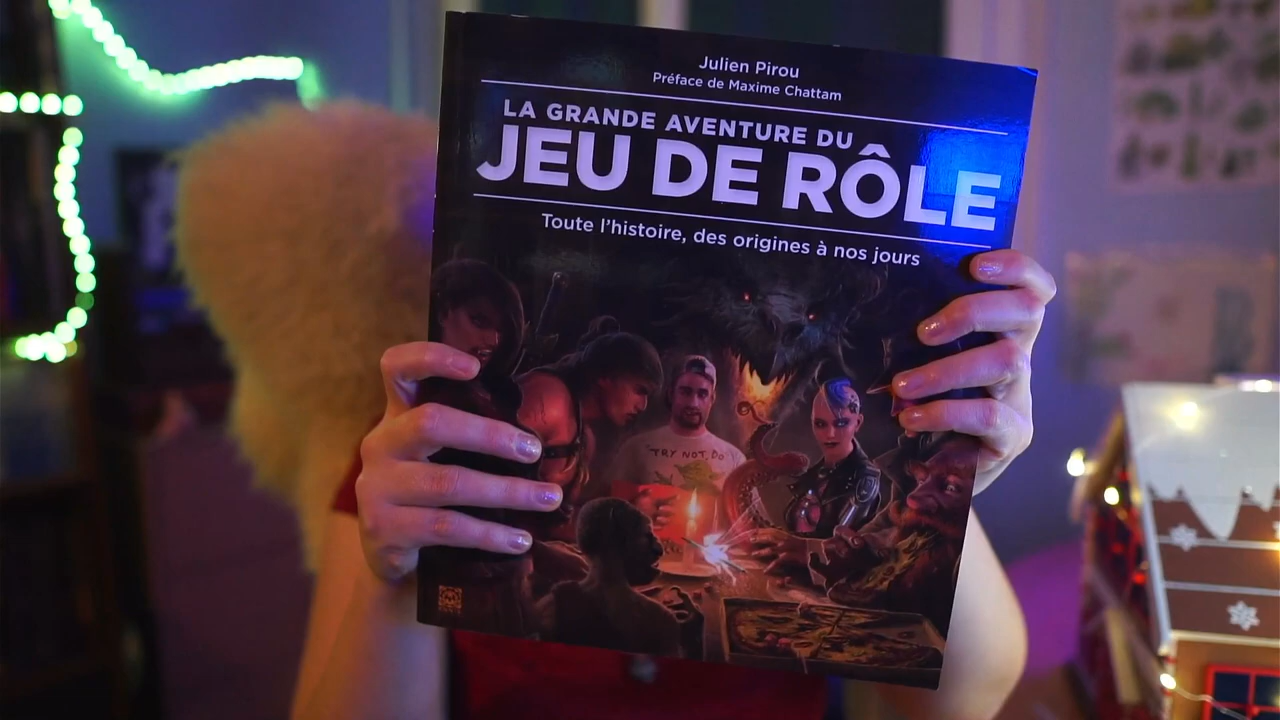 Julien Pirou
Préface de Maxime Chattam
LA GRANDE AVENTURE DU
JEU DE RÔLE
Toute l'histoire, des origines à nos jours
"TRY NOT, DO